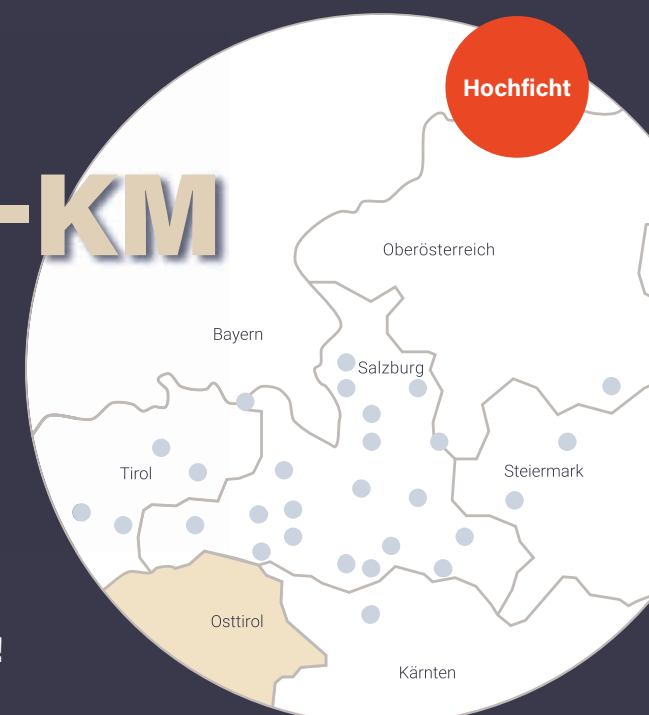 Hochficht
-KM
Oberösterreich
Bayern
Salzburg
Tirol
Steiermark
Osttirol
!
Kärnten